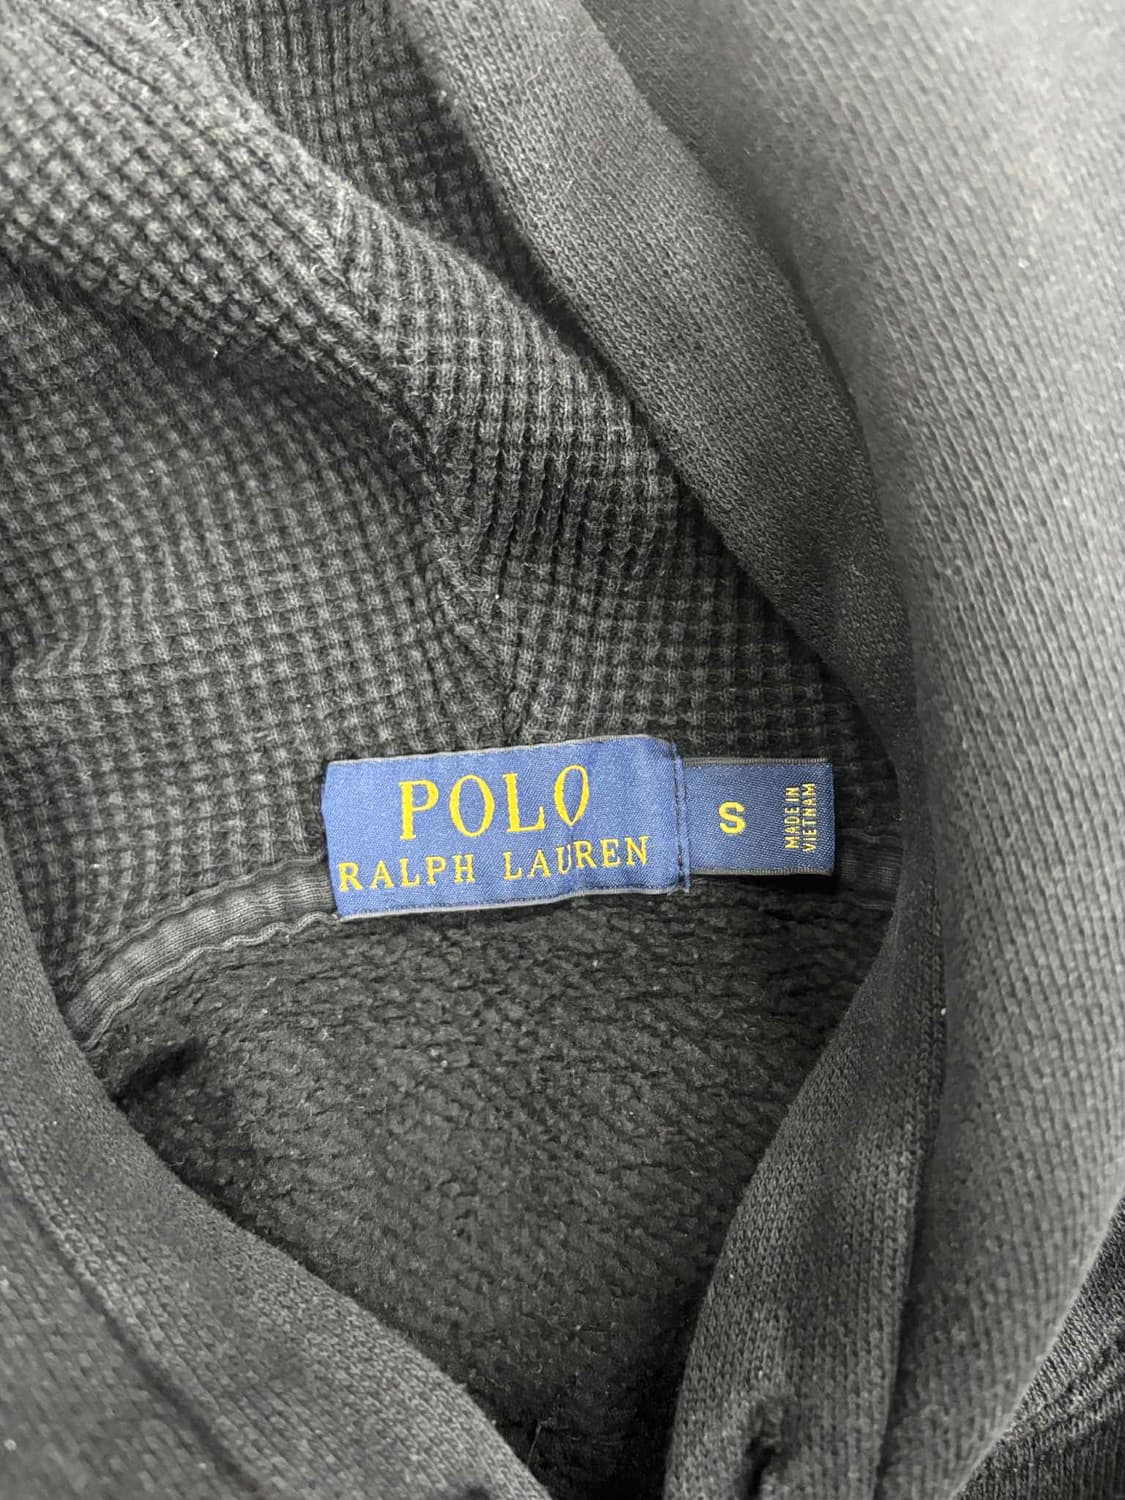 POLO
RALPH LAUREN
S
MADE IN
VIETNAM